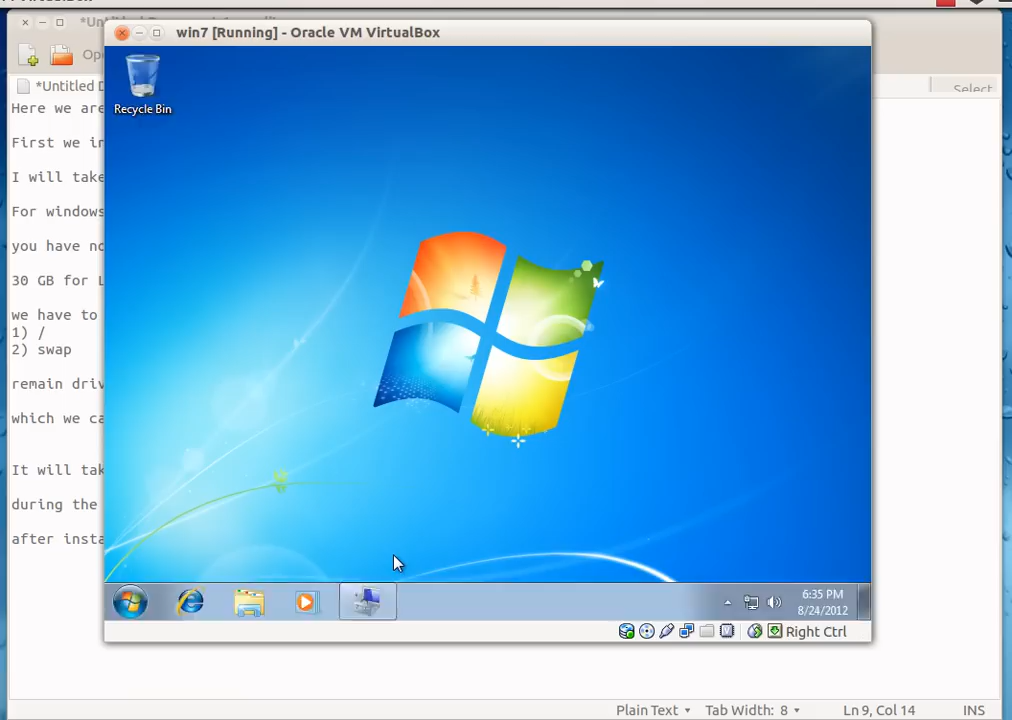 win7 [Running] - Oracle VM VirtualBox
*Untitled
Select
Recycle Bin
Here we are
First we in
I will take
For windows
you have no
30 GB for L
we have to
1) /
2) swap
remain driv
which we ca
It will tak
during the
after insta
6:35 PM
8/24/2012
Right Ctrl
Plain Text Tab Width: 8 Ln 9, Col 14 INS